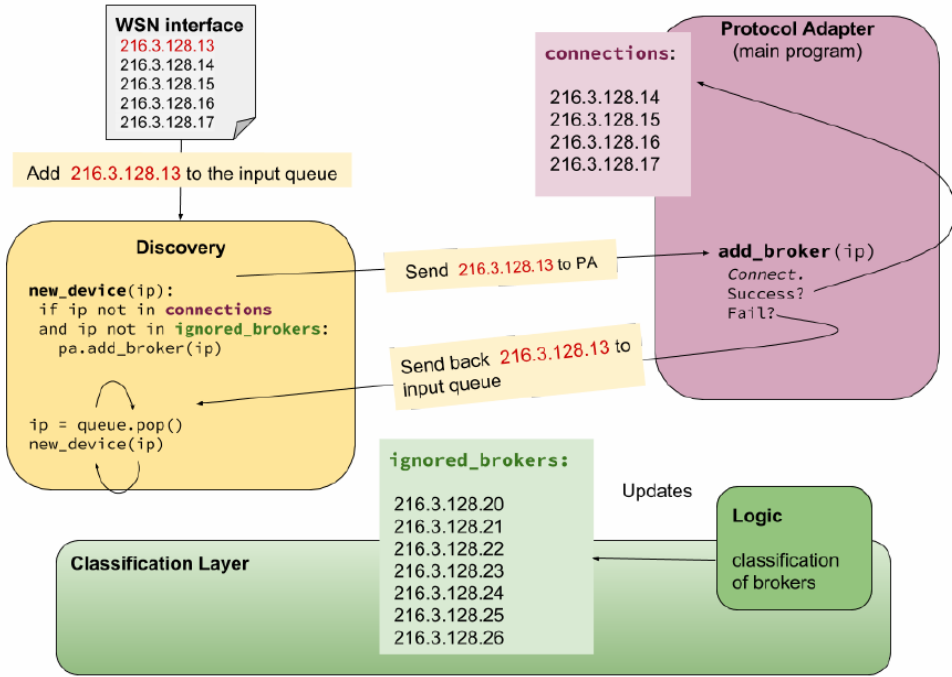 WSN interface
216.3.128.13
216.3.128.14
216.3.128.15
216.3.128.16
216.3.128.17
Add 216.3.128.13 to the input queue
Discovery
new_device(ip):
if ip not in connections
and ip not in ignored_brokers:
pa.add_broker(ip)
ip = queue.pop()
new_device(ip)
Send 216.3.128.13 to PA
Send back 216.3.128.13 to
input queue
Protocol Adapter
(main program)
connections:
216.3.128.14
216.3.128.15
216.3.128.16
216.3.128.17
add_broker(ip)
Connect.
Success?
Fail?
ignored_brokers:
216.3.128.20
216.3.128.21
216.3.128.22
216.3.128.23
216.3.128.24
216.3.128.25
216.3.128.26
Updates
Logic
classification
of brokers
Classification Layer